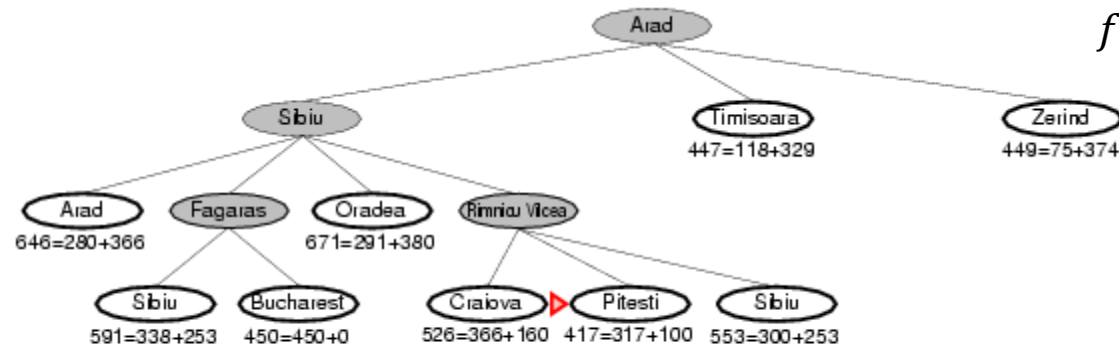 Arad
f
Sibiu
Timisoara
Zerind
447=118+329
449=75+374
Arad
Fagaras
Oradea
Rimnicu Vilcea
646=280+366
671=291+380
Sibiu
Bucharest
Craiova
Pitesti
Sibiu
591=338+253
450=450+0
526=366+160
417=317+100
553=300+253